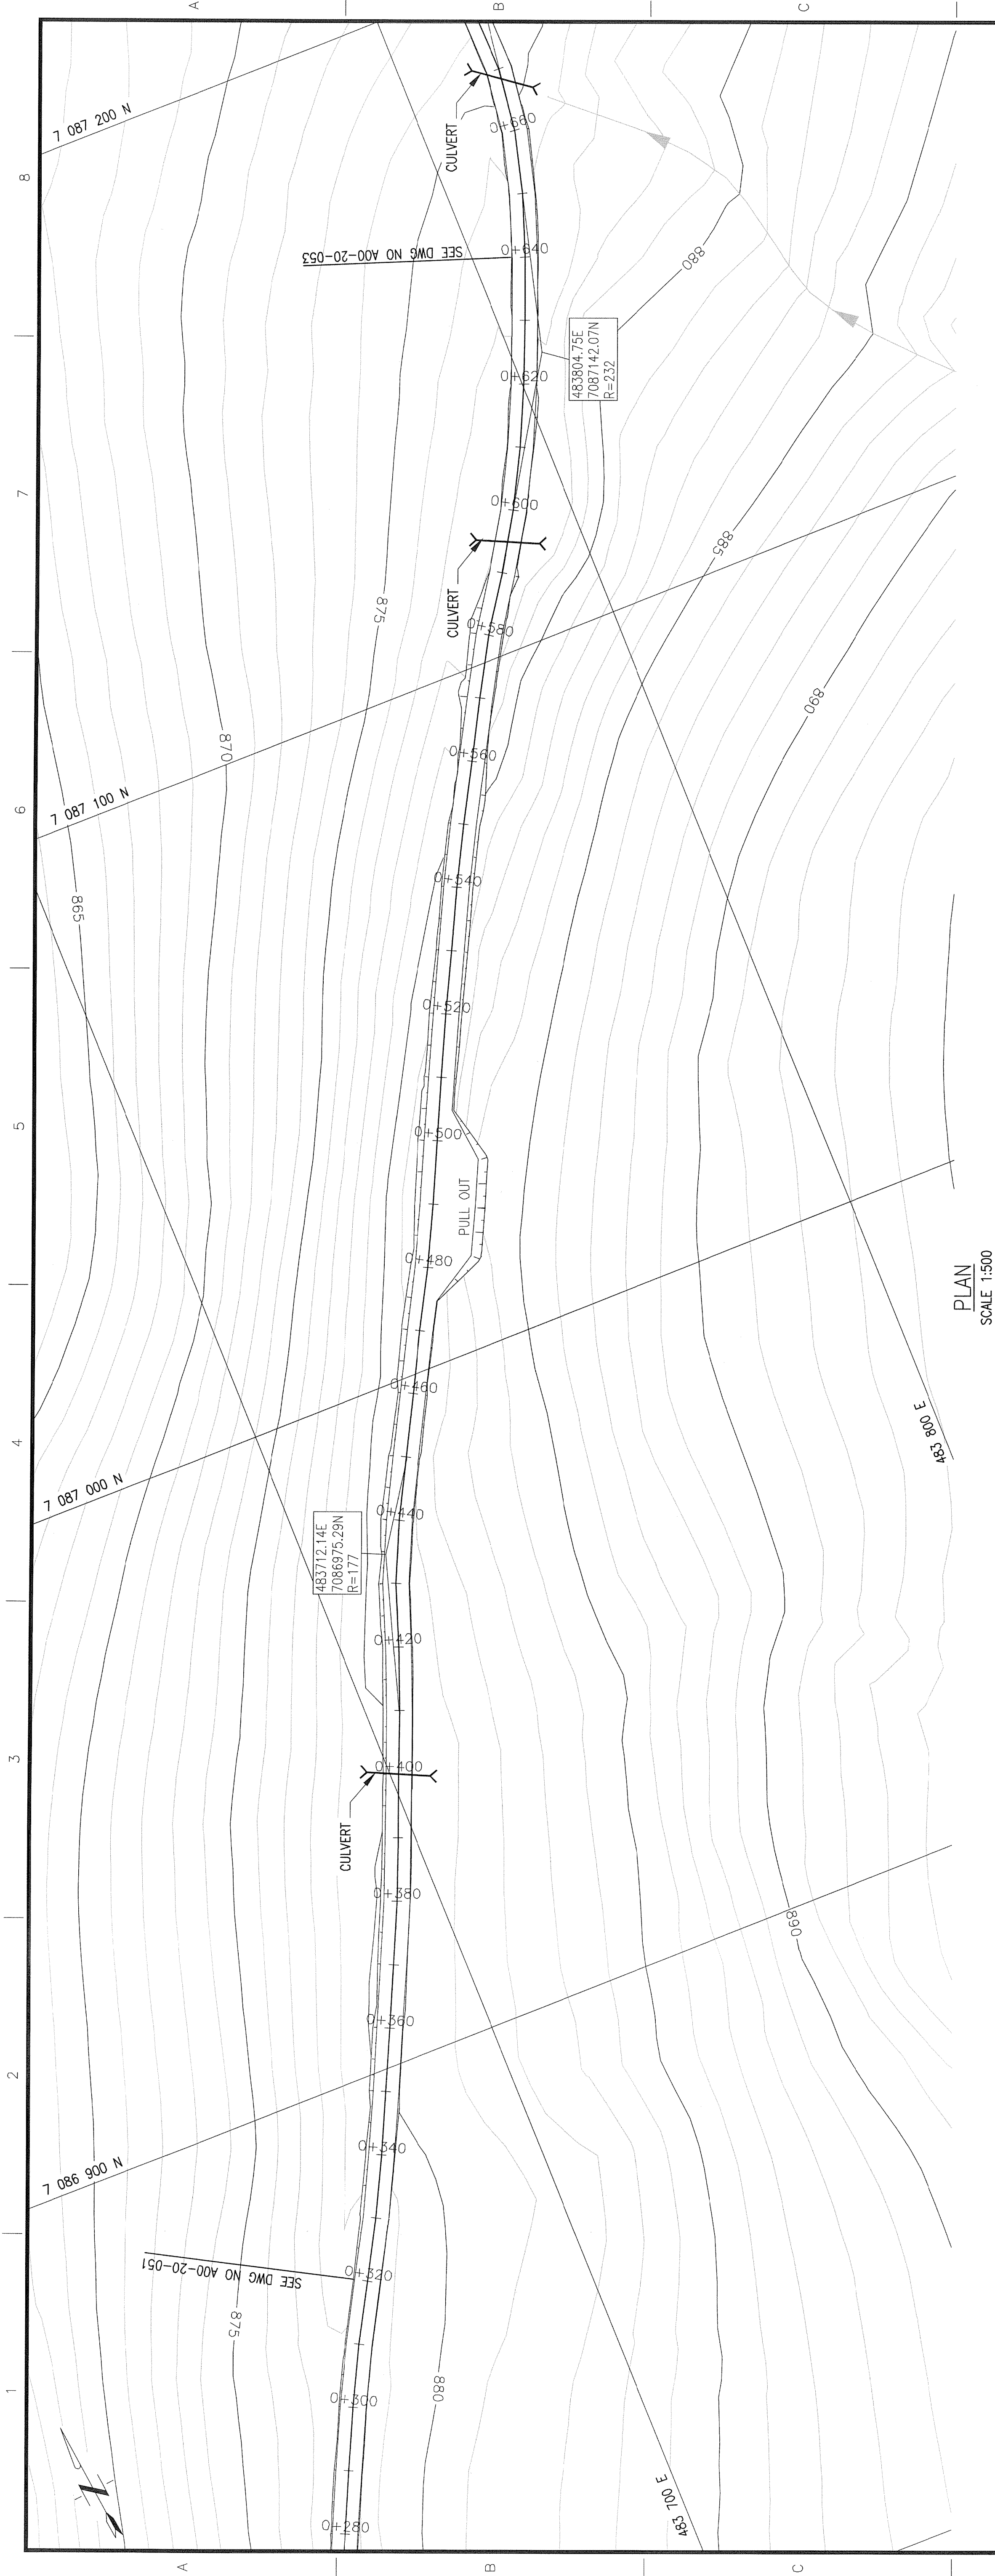 A
B
C
8
7
6
5
4
3
2
1
7 087 200 N
CULVERT
0+660
SEE DWG NO A00-20-053
0+640
880
483804.75E
7087142.07N
R=232
0+620
0+600
885
CULVERT
875
0+580
890
870
0+560
7 087 100 N
865
0+540
0+520
0+500
PULL OUT
0+480
PLAN
SCALE 1:500
0+460
483 800 E
7 087 000 N
483712.14E
7086975.29N
R=177
0+440
0+420
0+400
CULVERT
0+380
890
0+360
7 086 900 N
0+340
SEE DWG NO A00-20-051
0+320
875
880
0+300
483 700 E
0+280
A
B
C